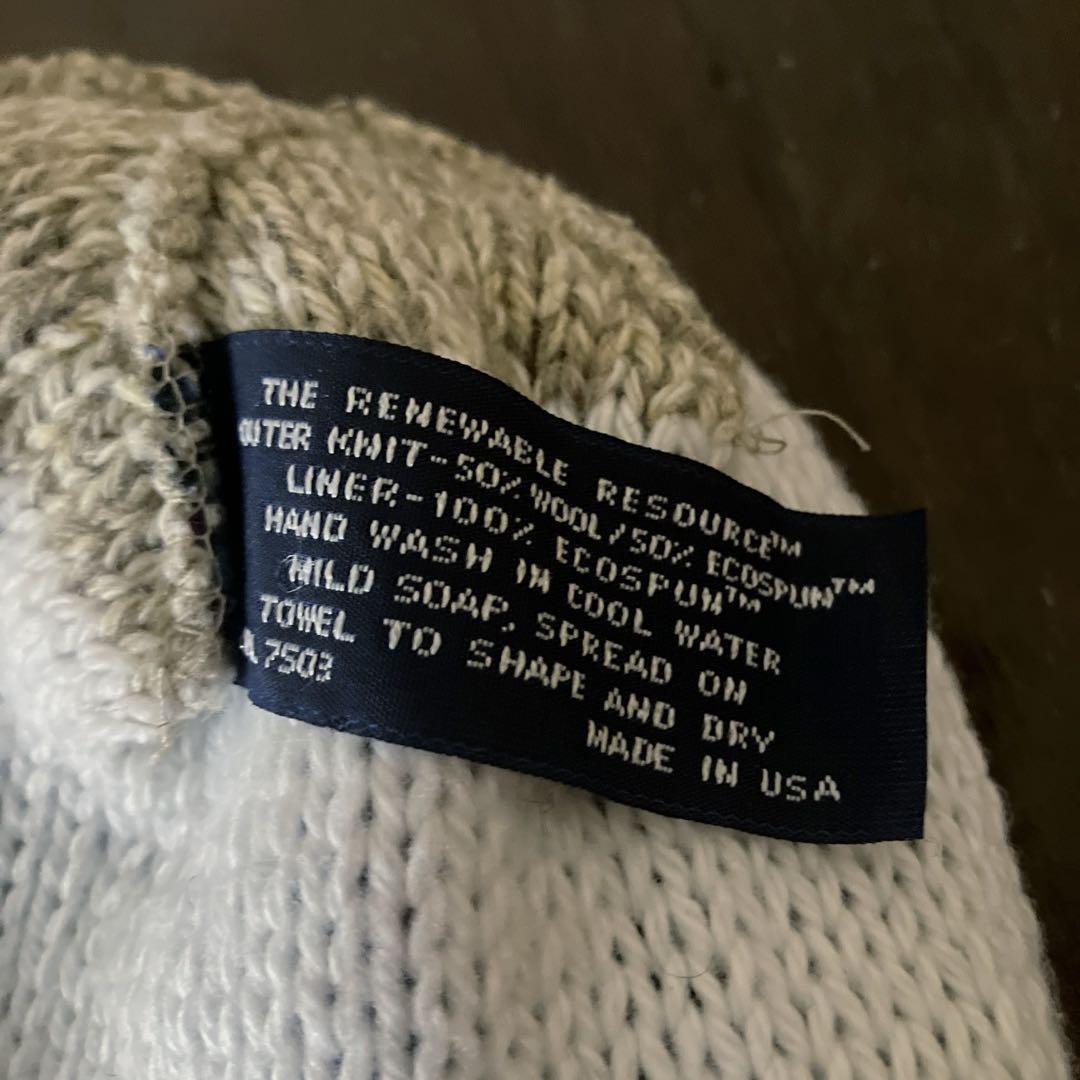 THE RENEWABLE RESOURCE™
OUTER KNIT-50% WOOL/50% ECOSPUN™
LINER-100% ECOSPUN™
HAND WASH IN COOL WATER
MILD SOAP, SPREAD ON
TOWEL TO SHAPE AND DRY
7503 MADE IN USA